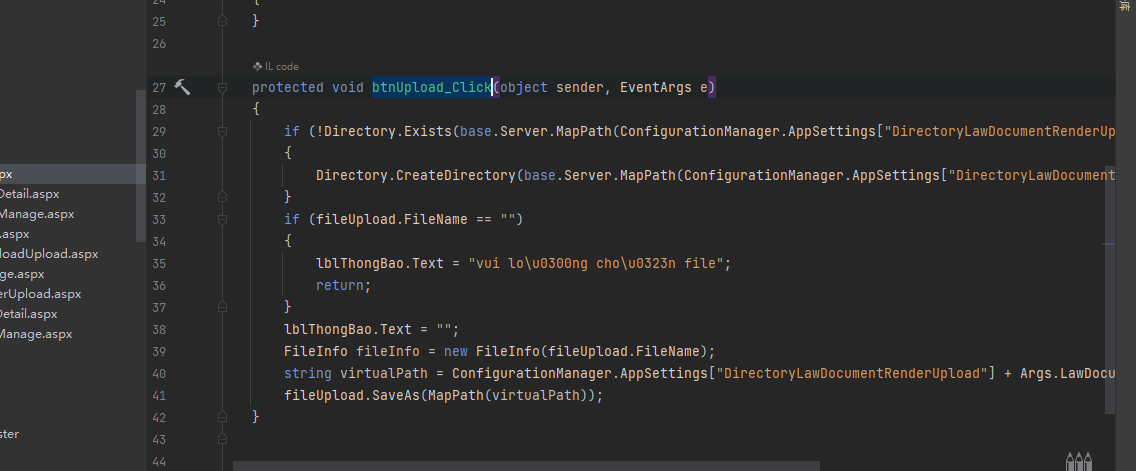 24 {
25 }
26
IL code
27 protected void btnUpload_Click(object sender, EventArgs e)
28 {
29 if (!Directory.Exists(base.Server.MapPath(ConfigurationManager.AppSettings["DirectoryLawDocumentRenderUp
30 {
31 Directory.CreateDirectory(base.Server.MapPath(ConfigurationManager.AppSettings["DirectoryLawDocument
32 }
33 if (fileUpload.FileName == "")
34 {
35 lblThongBao.Text = "vui lo\u0300ng cho\u0323n file";
36 return;
37 }
38 lblThongBao.Text = "";
39 FileInfo fileInfo = new FileInfo(fileUpload.FileName);
40 string virtualPath = ConfigurationManager.AppSettings["DirectoryLawDocumentRenderUpload"] + Args.LawDocu
41 fileUpload.SaveAs(MapPath(virtualPath));
42 }
43
44
px
Detail.aspx
Manage.aspx
.aspx
loadUpload.aspx
ge.aspx
erUpload.aspx
Detail.aspx
Manage.aspx
ster
库